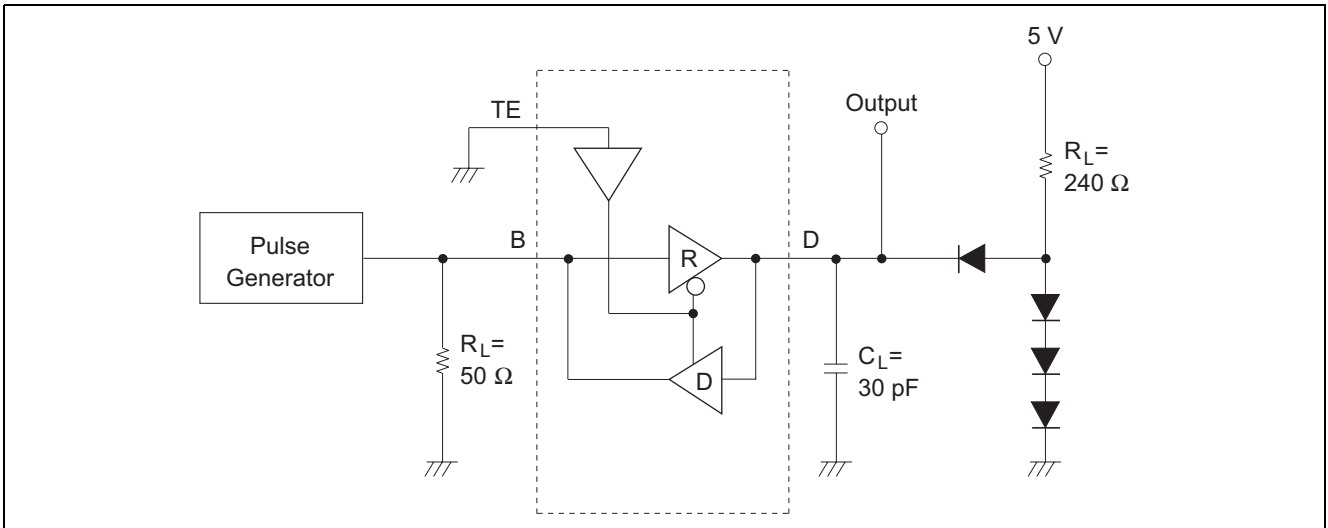 5 V
Output
TE
R_L=
240 Ω
B
D
R
Pulse
Generator
R_L=
50 Ω
C_L=
30 pF
D